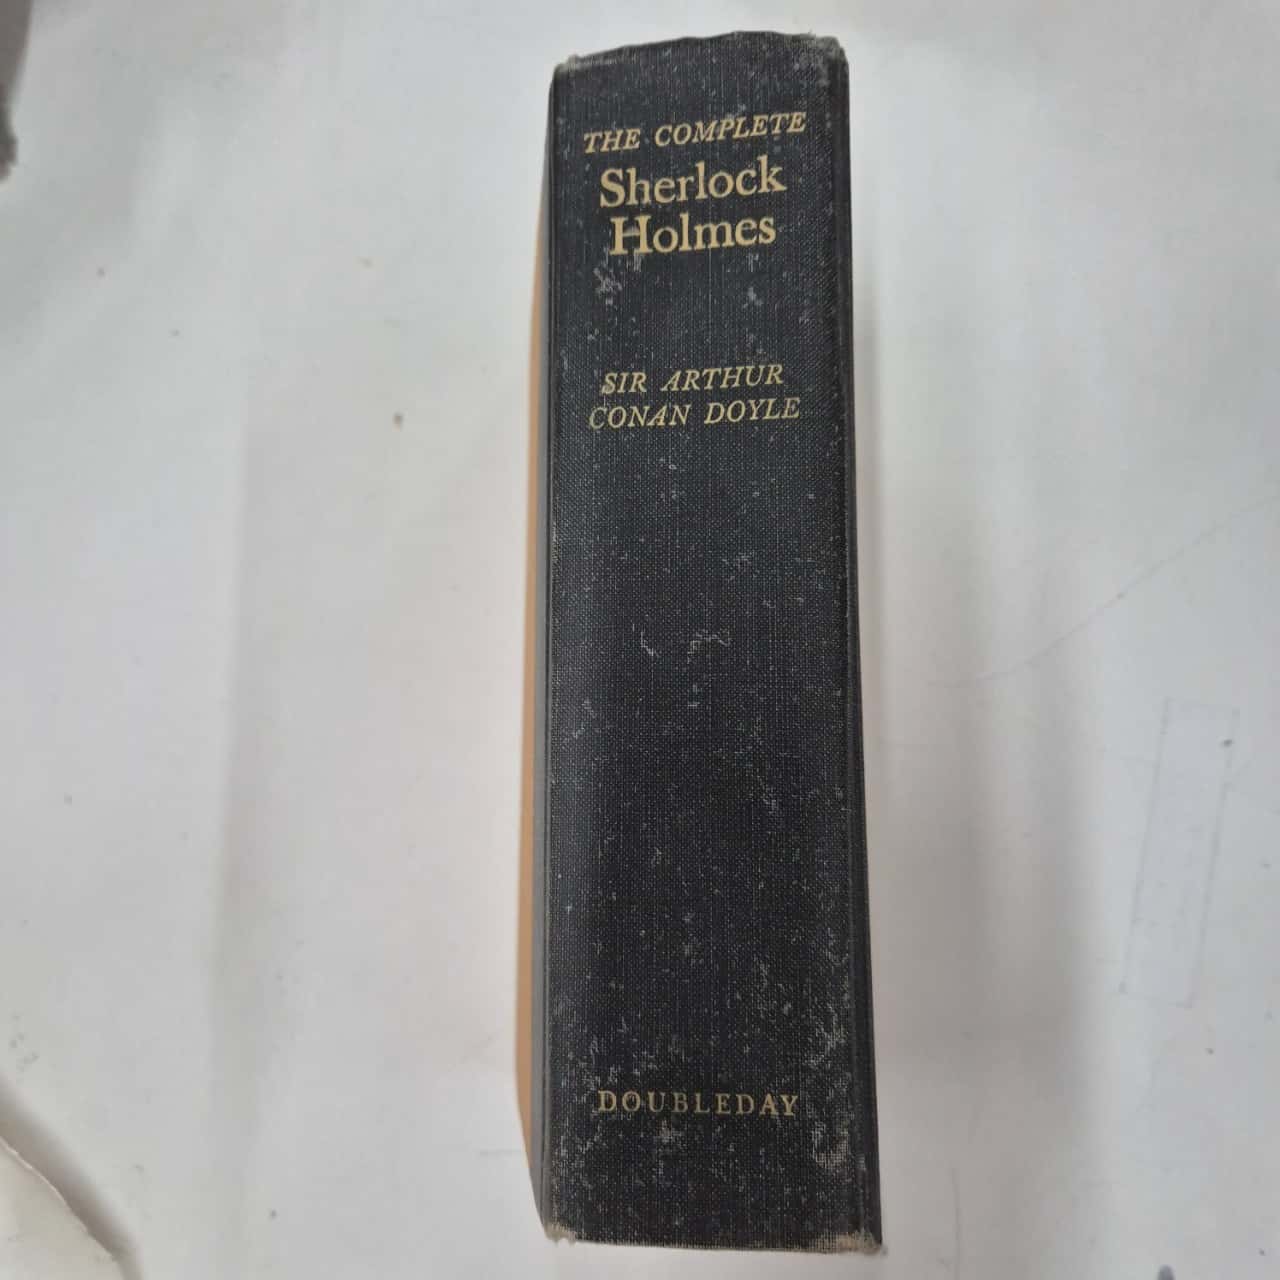 THE COMPLETE
Sherlock
Holmes
SIR ARTHUR
CONAN DOYLE
DOUBLEDAY